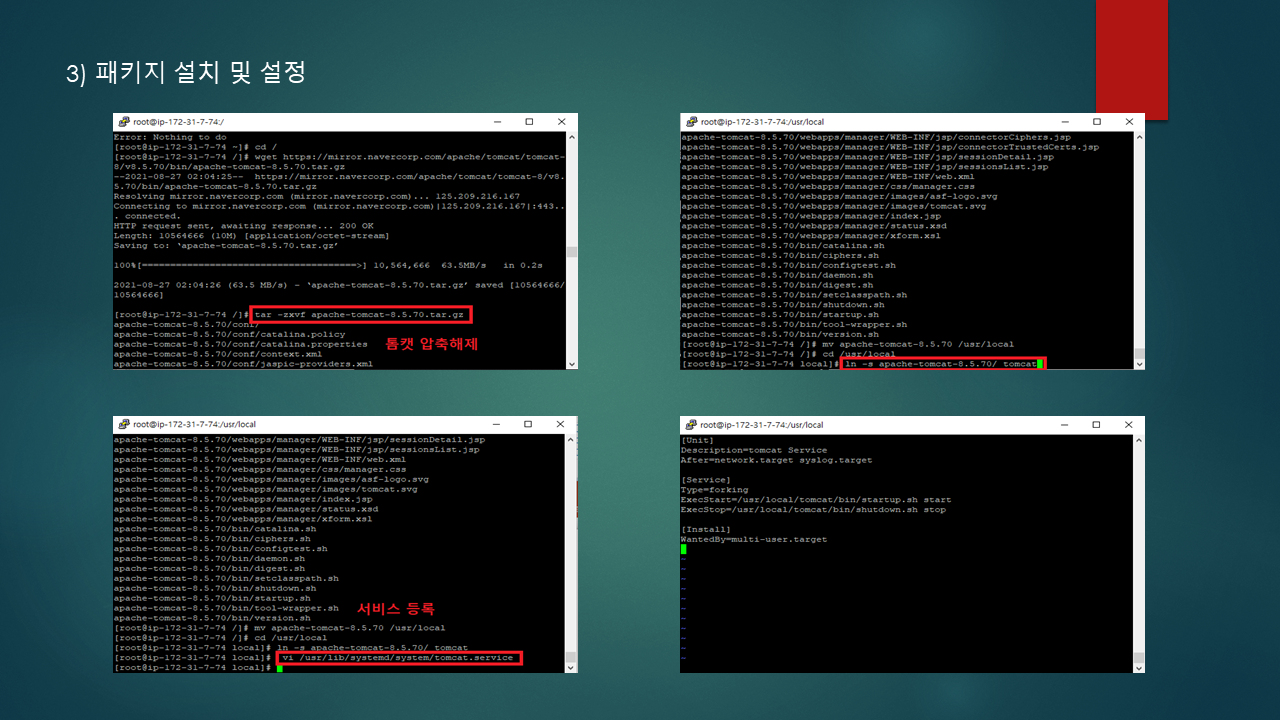 3) 패키지 설치 및 설정
root@ip-172-31-7-74:/
Error: Nothing to do
[root@ip-172-31-7-74 ~]# cd /
[root@ip-172-31-7-74 /]# wget https://mirror.navercorp.com/apache/tomcat/tomcat-
8/v8.5.70/bin/apache-tomcat-8.5.70.tar.gz
--2021-08-27 02:04:25--  https://mirror.navercorp.com/apache/tomcat/tomcat-8/v8.
5.70/bin/apache-tomcat-8.5.70.tar.gz
Resolving mirror.navercorp.com (mirror.navercorp.com)... 125.209.216.167
Connecting to mirror.navercorp.com (mirror.navercorp.com)|125.209.216.167|:443..
. connected.
HTTP request sent, awaiting response... 200 OK
Length: 10564666 (10M) [application/octet-stream]
Saving to: ‘apache-tomcat-8.5.70.tar.gz’
100%[======================================>] 10,564,666  63.5MB/s   in 0.2s
2021-08-27 02:04:26 (63.5 MB/s) - ‘apache-tomcat-8.5.70.tar.gz’ saved [10564666/
10564666]
[root@ip-172-31-7-74 /]# tar -zxvf apache-tomcat-8.5.70.tar.gz
apache-tomcat-8.5.70/conf/
apache-tomcat-8.5.70/conf/catalina.policy
apache-tomcat-8.5.70/conf/catalina.properties
톰캣 압축해제
apache-tomcat-8.5.70/conf/context.xml
apache-tomcat-8.5.70/conf/jaspic-providers.xml
root@ip-172-31-7-74:/usr/local
apache-tomcat-8.5.70/webapps/manager/WEB-INF/jsp/connectorCiphers.jsp
apache-tomcat-8.5.70/webapps/manager/WEB-INF/jsp/connectorTrustedCerts.jsp
apache-tomcat-8.5.70/webapps/manager/WEB-INF/jsp/sessionDetail.jsp
apache-tomcat-8.5.70/webapps/manager/WEB-INF/jsp/sessionsList.jsp
apache-tomcat-8.5.70/webapps/manager/WEB-INF/web.xml
apache-tomcat-8.5.70/webapps/manager/css/manager.css
apache-tomcat-8.5.70/webapps/manager/images/asf-logo.svg
apache-tomcat-8.5.70/webapps/manager/images/tomcat.svg
apache-tomcat-8.5.70/webapps/manager/index.jsp
apache-tomcat-8.5.70/webapps/manager/status.xsd
apache-tomcat-8.5.70/webapps/manager/xform.xsl
apache-tomcat-8.5.70/bin/catalina.sh
apache-tomcat-8.5.70/bin/ciphers.sh
apache-tomcat-8.5.70/bin/configtest.sh
apache-tomcat-8.5.70/bin/daemon.sh
apache-tomcat-8.5.70/bin/digest.sh
apache-tomcat-8.5.70/bin/setclasspath.sh
apache-tomcat-8.5.70/bin/shutdown.sh
apache-tomcat-8.5.70/bin/startup.sh
apache-tomcat-8.5.70/bin/tool-wrapper.sh
apache-tomcat-8.5.70/bin/version.sh
[root@ip-172-31-7-74 /]# mv apache-tomcat-8.5.70 /usr/local
[root@ip-172-31-7-74 /]# cd /usr/local
[root@ip-172-31-7-74 local]# ln -s apache-tomcat-8.5.70/ tomcat
root@ip-172-31-7-74:/usr/local
apache-tomcat-8.5.70/webapps/manager/WEB-INF/jsp/sessionDetail.jsp
apache-tomcat-8.5.70/webapps/manager/WEB-INF/jsp/sessionsList.jsp
apache-tomcat-8.5.70/webapps/manager/WEB-INF/web.xml
apache-tomcat-8.5.70/webapps/manager/css/manager.css
apache-tomcat-8.5.70/webapps/manager/images/asf-logo.svg
apache-tomcat-8.5.70/webapps/manager/images/tomcat.svg
apache-tomcat-8.5.70/webapps/manager/index.jsp
apache-tomcat-8.5.70/webapps/manager/status.xsd
apache-tomcat-8.5.70/webapps/manager/xform.xsl
apache-tomcat-8.5.70/bin/catalina.sh
apache-tomcat-8.5.70/bin/ciphers.sh
apache-tomcat-8.5.70/bin/configtest.sh
apache-tomcat-8.5.70/bin/daemon.sh
apache-tomcat-8.5.70/bin/digest.sh
apache-tomcat-8.5.70/bin/setclasspath.sh
apache-tomcat-8.5.70/bin/shutdown.sh
apache-tomcat-8.5.70/bin/startup.sh
apache-tomcat-8.5.70/bin/tool-wrapper.sh
서비스 등록
apache-tomcat-8.5.70/bin/version.sh
[root@ip-172-31-7-74 /]# mv apache-tomcat-8.5.70 /usr/local
[root@ip-172-31-7-74 /]# cd /usr/local
[root@ip-172-31-7-74 local]# ln -s apache-tomcat-8.5.70/ tomcat
[root@ip-172-31-7-74 local]#  vi /usr/lib/systemd/system/tomcat.service
[root@ip-172-31-7-74 local]#
root@ip-172-31-7-74:/usr/local
[Unit]
Description=tomcat Service
After=network.target syslog.target
[Service]
Type=forking
ExecStart=/usr/local/tomcat/bin/startup.sh start
ExecStop=/usr/local/tomcat/bin/shutdown.sh stop
[Install]
WantedBy=multi-user.target
~
~
~
~
~
~
~
~
~
~
~